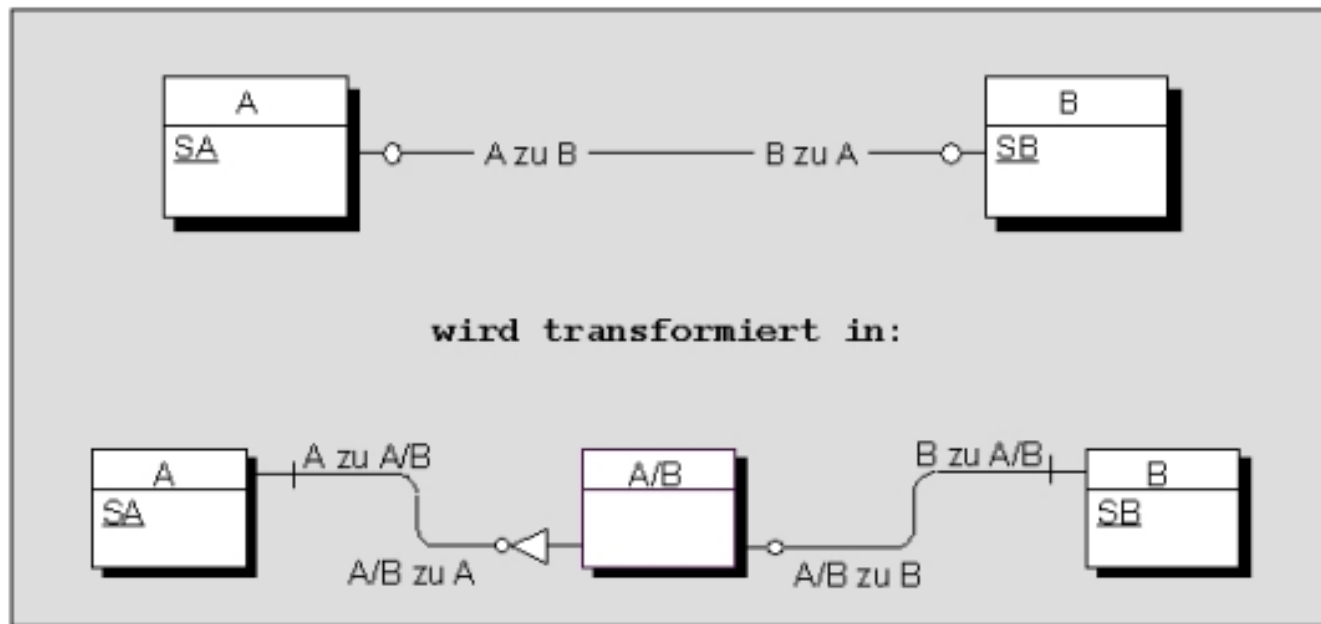 A B
SA A zu B B zu A SB
wird transformiert in:
A A zu A/B A/B B zu A/B B
SA SB
A/B zu A A/B zu B